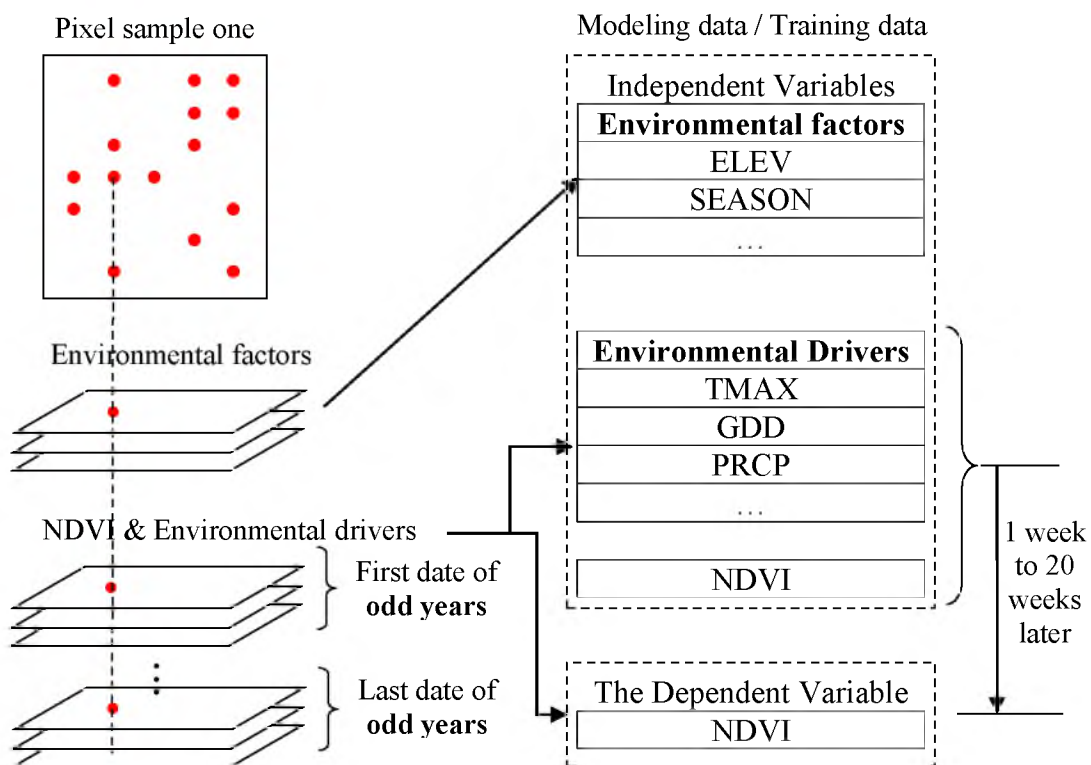 Pixel sample one
Environmental factors
NDVI & Environmental drivers
First date of
odd years
Last date of
odd years
Modeling data / Training data
Independent Variables
Environmental factors
ELEV
SEASON
...
Environmental Drivers
TMAX
GDD
PRCP
...
NDVI
1 week
to 20
weeks
later
The Dependent Variable
NDVI